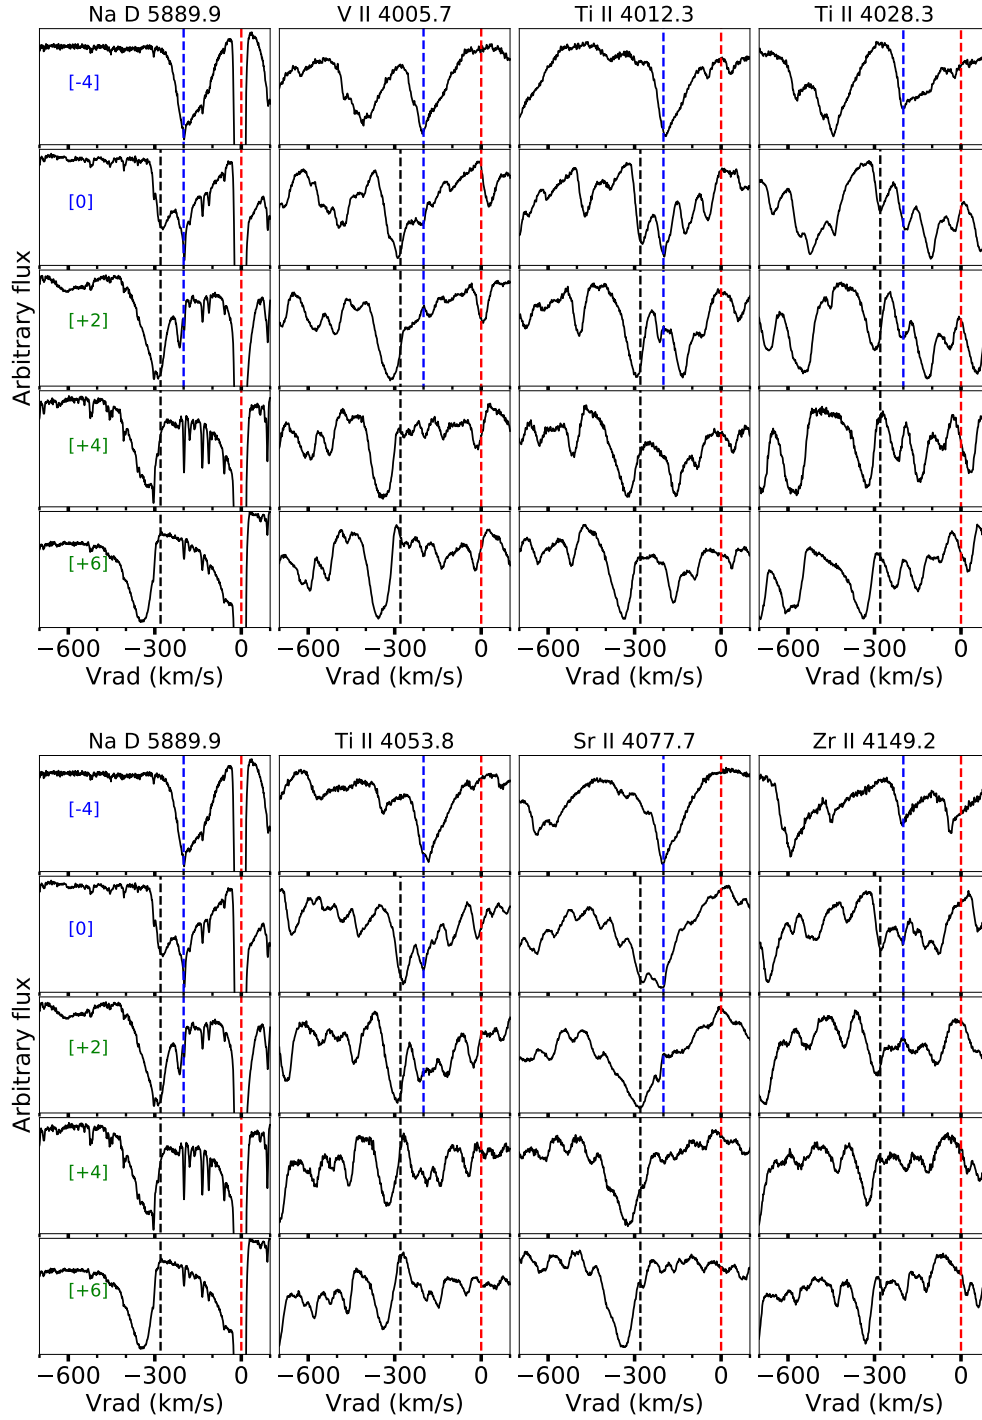 Na D 5889.9 V II 4005.7 Ti II 4012.3 Ti II 4028.3
[-4]
[0]
[+2]
[+4]
[+6]
Arbitrary flux
−600 −300 0 −600 −300 0 −600 −300 0 −600 −300 0
Vrad (km/s) Vrad (km/s) Vrad (km/s) Vrad (km/s)
Na D 5889.9 Ti II 4053.8 Sr II 4077.7 Zr II 4149.2
[-4]
[0]
[+2]
[+4]
[+6]
Arbitrary flux
−600 −300 0 −600 −300 0 −600 −300 0 −600 −300 0
Vrad (km/s) Vrad (km/s) Vrad (km/s) Vrad (km/s)